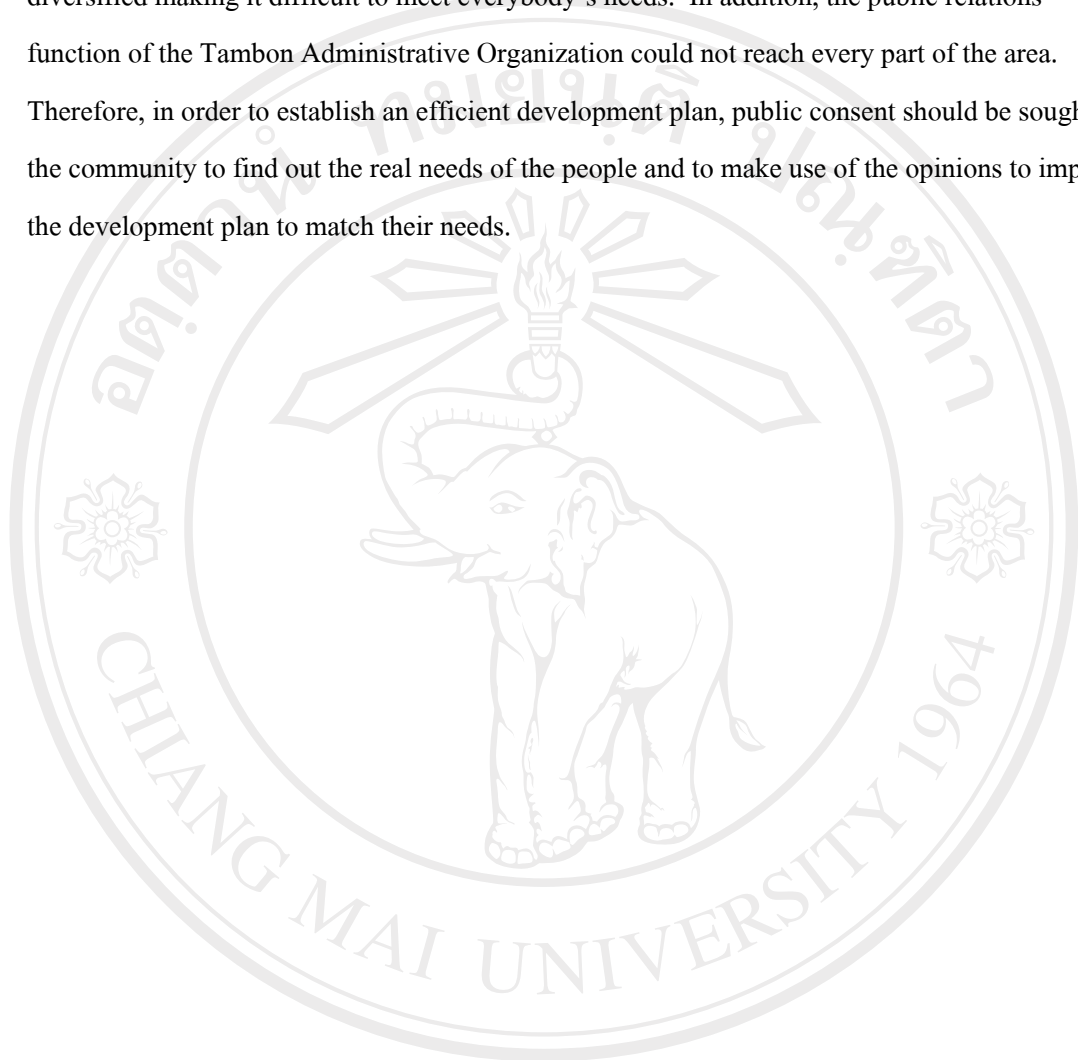 diversified making it difficult to meet everybody's needs. In addition, the public relations
function of the Tambon Administrative Organization could not reach every part of the area.
Therefore, in order to establish an efficient development plan, public consent should be
the community to find out the real needs of the people and to make use of the opinions to
the development plan to match their needs.
CHIANG MAI UNIVERSITY 1964